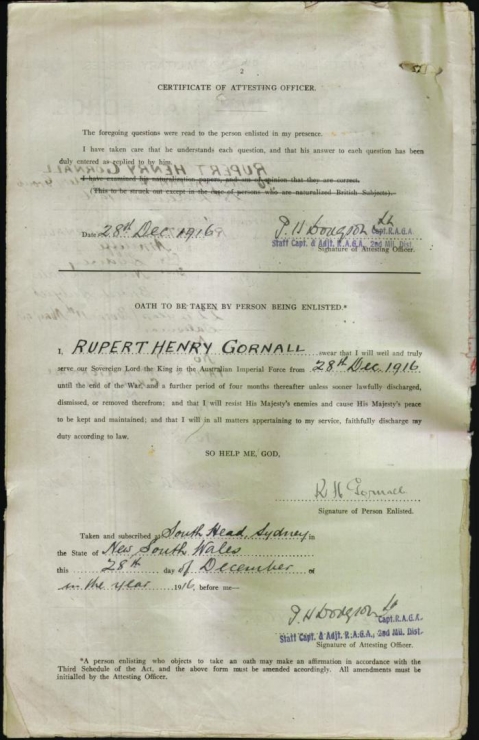 2
CERTIFICATE OF ATTESTING OFFICER.
The foregoing questions were read to the person enlisted in my presence.
I have taken care that he understands each question, and that his answer to each question has been
duly entered as replied to by him.
I have examined his naturalization papers, and am of opinion that they are correct.
(This to be struck out except in the case of persons who are naturalized British Subjects).
Date 28th Dec. 1916
Capt. R.A.G.A.
Staff Capt. & Adjt. R.A.G.A., 2nd Mil. Dist.
Signature of Attesting Officer.
OATH TO BE TAKEN BY PERSON BEING ENLISTED.*
I, RUPERT HENRY GORNALL swear that I will well and truly
serve our Sovereign Lord the King in the Australian Imperial Force from 28th Dec. 1916
until the end of the War, and a further period of four months thereafter unless sooner lawfully discharged,
dismissed, or removed therefrom; and that I will resist His Majesty's enemies and cause His Majesty's peace
to be kept and maintained; and that I will in all matters appertaining to my service, faithfully discharge my
duty according to law.
SO HELP ME, GOD.
R H Gornall
Signature of Person Enlisted.
Taken and subscribed at South Head, Sydney in
the State of New South Wales
this 28th day of December of
in the year 1916, before me—
Capt. R.A.G.A.
Staff Capt. & Adjt. R.A.G.A., 2nd Mil. Dist.
Signature of Attesting Officer.
*A person enlisting who objects to take an oath may make an affirmation in accordance with the
Third Schedule of the Act, and the above form must be amended accordingly. All amendments must be
initialled by the Attesting Officer.